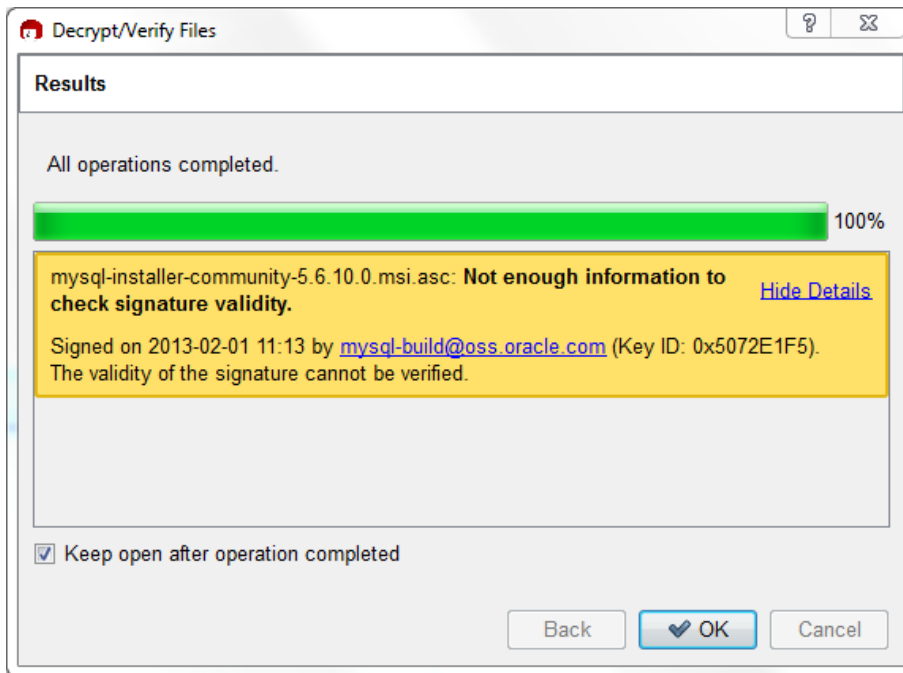 Decrypt/Verify Files
Results
All operations completed.
100%
mysql-installer-community-5.6.10.0.msi.asc: Not enough information to
check signature validity.
Hide Details
Signed on 2013-02-01 11:13 by mysql-build@oss.oracle.com (Key ID: 0x5072E1F5).
The validity of the signature cannot be verified.
Keep open after operation completed
Back
OK
Cancel